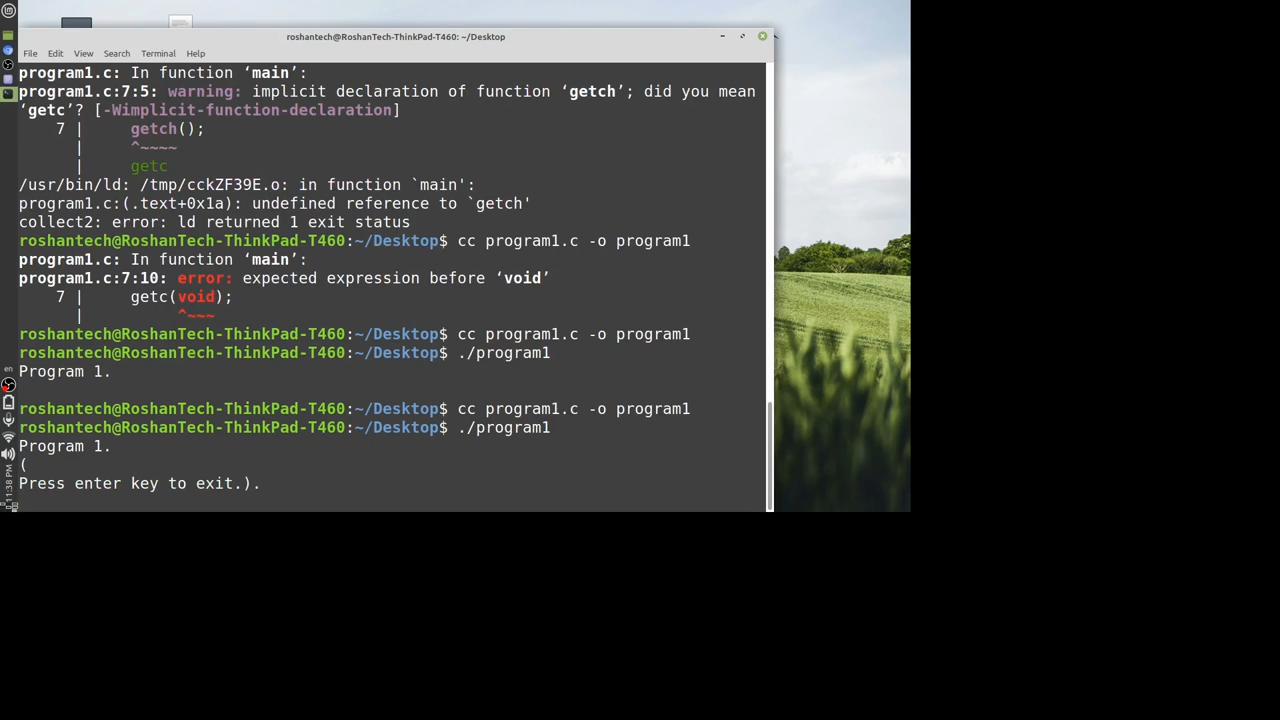 roshantech@RoshanTech-ThinkPad-T460: ~/Desktop
File Edit View Search Terminal Help
program1.c: In function ‘main’:
program1.c:7:5: warning: implicit declaration of function ‘getch’; did you mean
‘getc’? [-Wimplicit-function-declaration]
7 | getch();
| ^~~~~
| getc
/usr/bin/ld: /tmp/cckZF39E.o: in function `main':
program1.c:(.text+0x1a): undefined reference to `getch'
collect2: error: ld returned 1 exit status
roshantech@RoshanTech-ThinkPad-T460:~/Desktop$ cc program1.c -o program1
program1.c: In function ‘main’:
program1.c:7:10: error: expected expression before ‘void’
7 | getc(void);
| ^~~~
roshantech@RoshanTech-ThinkPad-T460:~/Desktop$ cc program1.c -o program1
roshantech@RoshanTech-ThinkPad-T460:~/Desktop$ ./program1
Program 1.
roshantech@RoshanTech-ThinkPad-T460:~/Desktop$ cc program1.c -o program1
roshantech@RoshanTech-ThinkPad-T460:~/Desktop$ ./program1
Program 1.
(
Press enter key to exit.).
en
11:38 PM